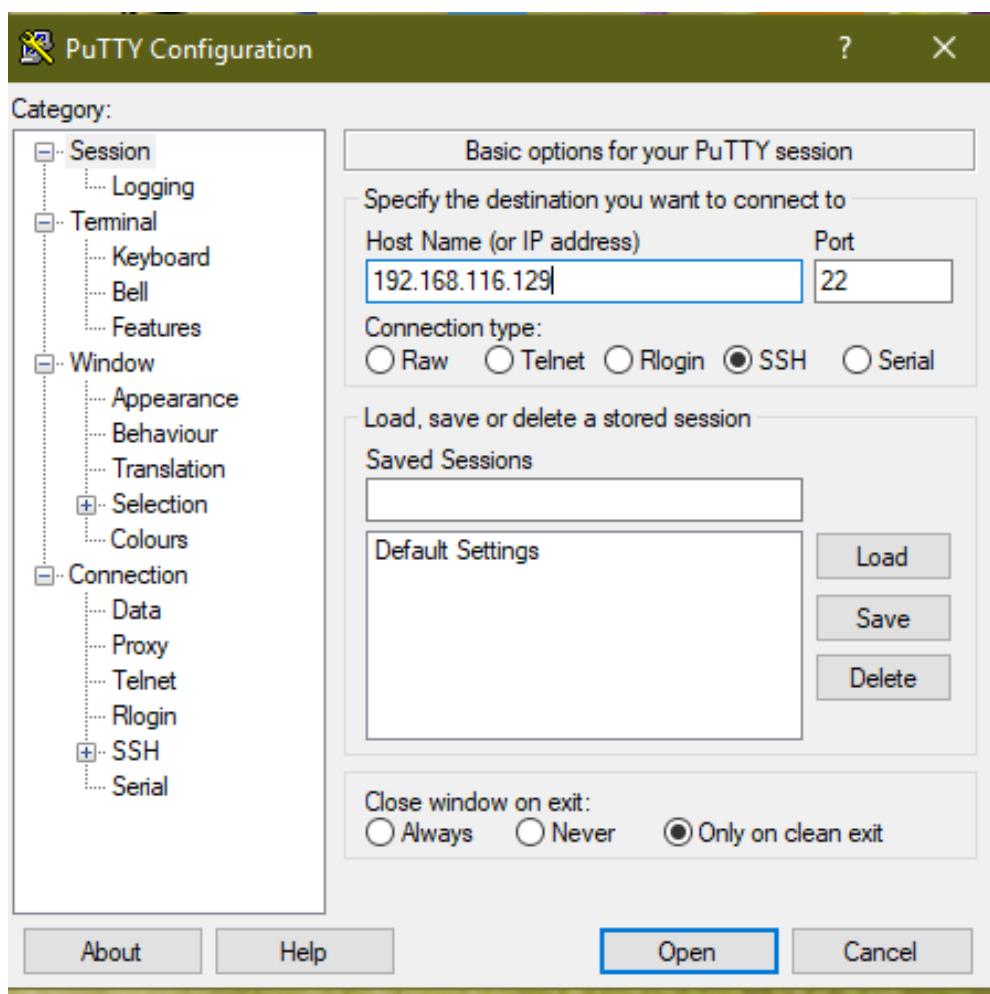 PuTTY Configuration
?
Category:
Session
Logging
Terminal
Keyboard
Bell
Features
Window
Appearance
Behaviour
Translation
Selection
Colours
Connection
Data
Proxy
Telnet
Rlogin
SSH
Serial
Basic options for your PuTTY session
Specify the destination you want to connect to
Host Name (or IP address) Port
192.168.116.129 22
Connection type:
Raw Telnet Rlogin SSH Serial
Load, save or delete a stored session
Saved Sessions
Default Settings
Load
Save
Delete
Close window on exit:
Always Never Only on clean exit
About Help Open Cancel